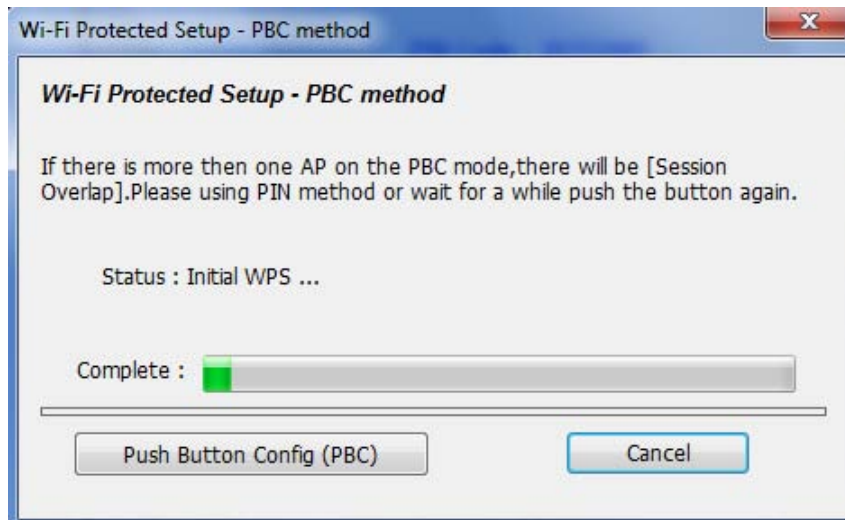 Wi-Fi Protected Setup - PBC method
Wi-Fi Protected Setup - PBC method
If there is more then one AP on the PBC mode,there will be [Session
Overlap].Please using PIN method or wait for a while push the button again.
Status : Initial WPS ...
Complete :
Push Button Config (PBC)
Cancel